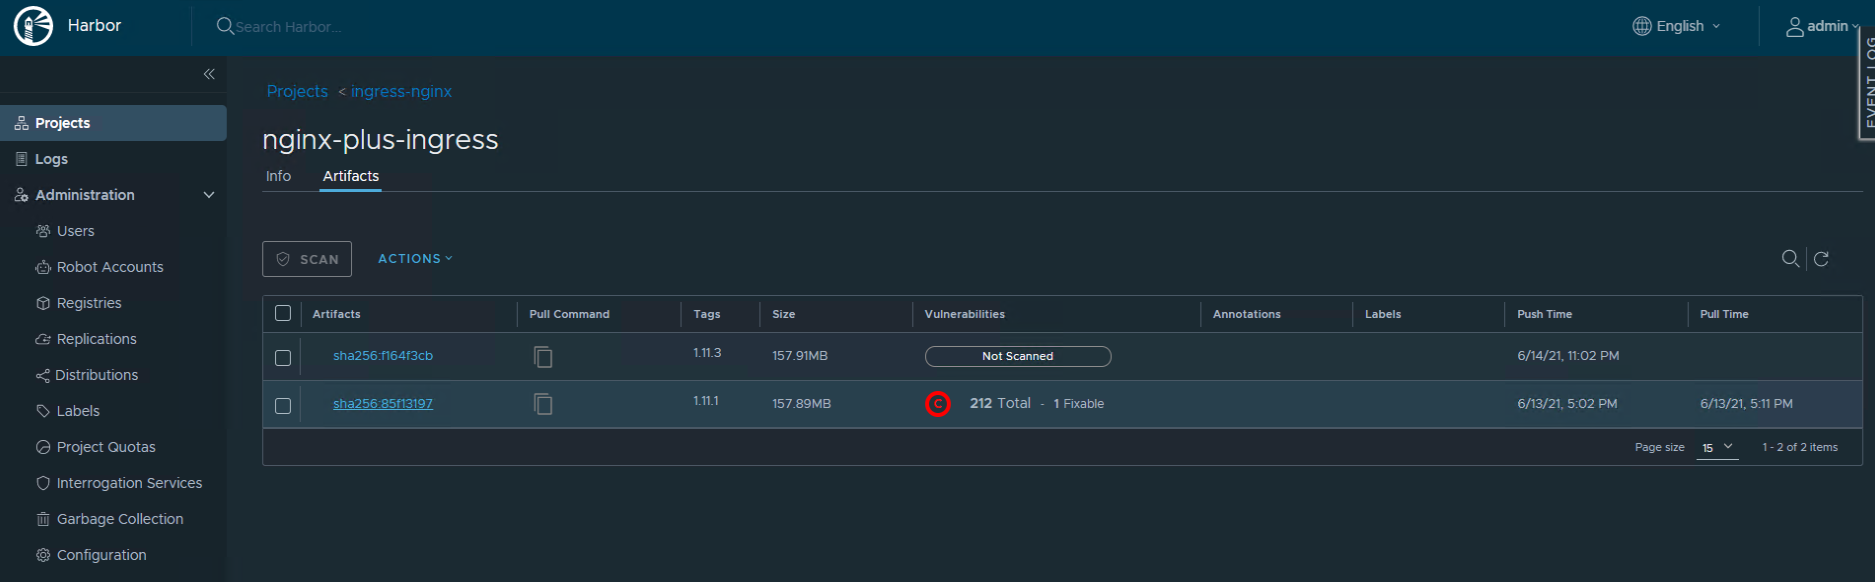 Harbor
Search Harbor...
English
admin
EVENT LOG
Projects
Logs
Administration
Users
Robot Accounts
Registries
Replications
Distributions
Labels
Project Quotas
Interrogation Services
Garbage Collection
Configuration
Projects < ingress-nginx
nginx-plus-ingress
Info Artifacts
SCAN ACTIONS
Artifacts Pull Command Tags Size Vulnerabilities Annotations Labels Push Time Pull Time
sha256:f164f3cb 1.11.3 157.91MB Not Scanned 6/14/21, 11:02 PM
sha256:85f13197 1.11.1 157.89MB C 212 Total - 1 Fixable 6/13/21, 5:02 PM 6/13/21, 5:11 PM
Page size 15 1 - 2 of 2 items